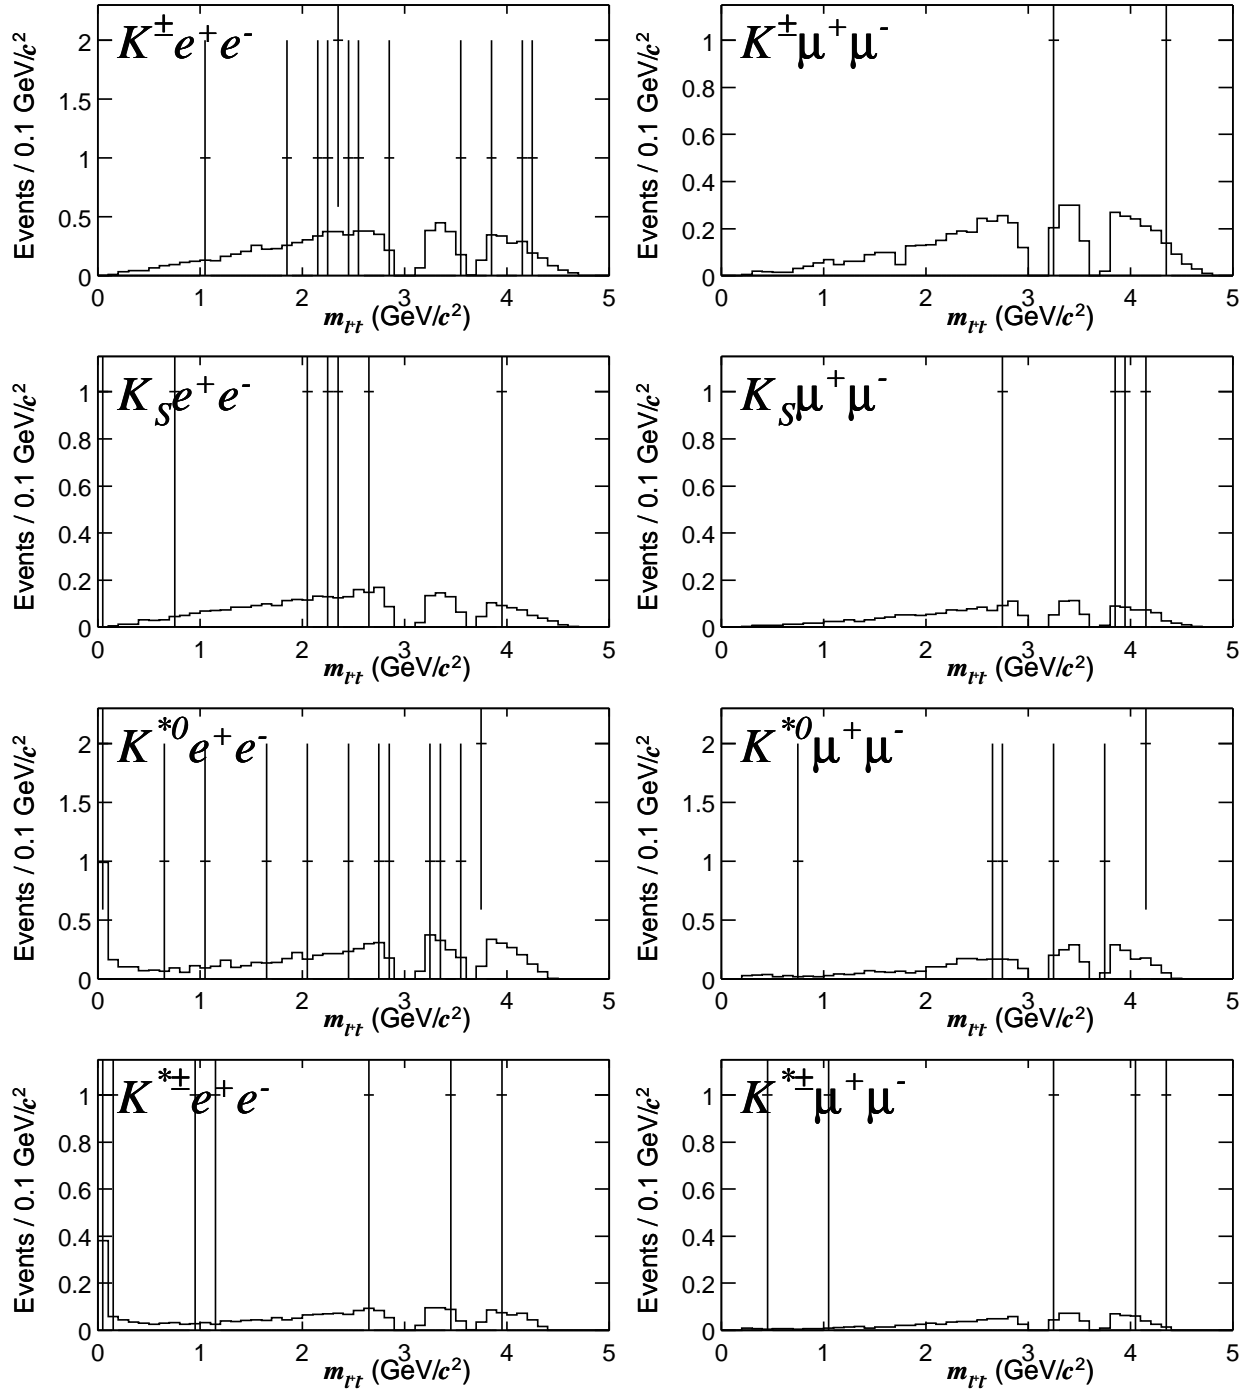 K±e+e-
Events / 0.1 GeV/c2
2
1.5
1
0.5
0
0 1 2 3 4 5
ml+l- (GeV/c2)
K±μ+μ-
Events / 0.1 GeV/c2
1
0.8
0.6
0.4
0.2
0
0 1 2 3 4 5
ml+l- (GeV/c2)
KSe+e-
Events / 0.1 GeV/c2
1
0.8
0.6
0.4
0.2
0
0 1 2 3 4 5
ml+l- (GeV/c2)
KSμ+μ-
Events / 0.1 GeV/c2
1
0.8
0.6
0.4
0.2
0
0 1 2 3 4 5
ml+l- (GeV/c2)
K*0e+e-
Events / 0.1 GeV/c2
2
1.5
1
0.5
0
0 1 2 3 4 5
ml+l- (GeV/c2)
K*0μ+μ-
Events / 0.1 GeV/c2
2
1.5
1
0.5
0
0 1 2 3 4 5
ml+l- (GeV/c2)
K*±e+e-
Events / 0.1 GeV/c2
1
0.8
0.6
0.4
0.2
0
0 1 2 3 4 5
ml+l- (GeV/c2)
K*±μ+μ-
Events / 0.1 GeV/c2
1
0.8
0.6
0.4
0.2
0
0 1 2 3 4 5
ml+l- (GeV/c2)